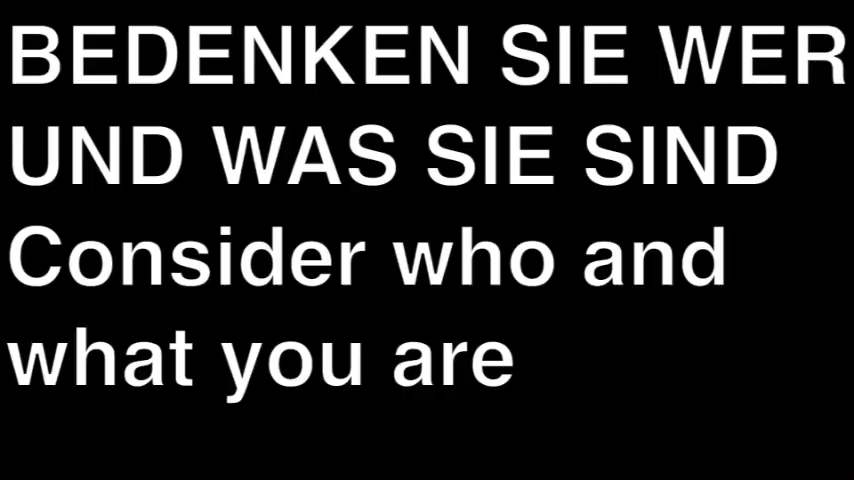 BEDENKEN SIE WER
UND WAS SIE SIND
Consider who and
what you are